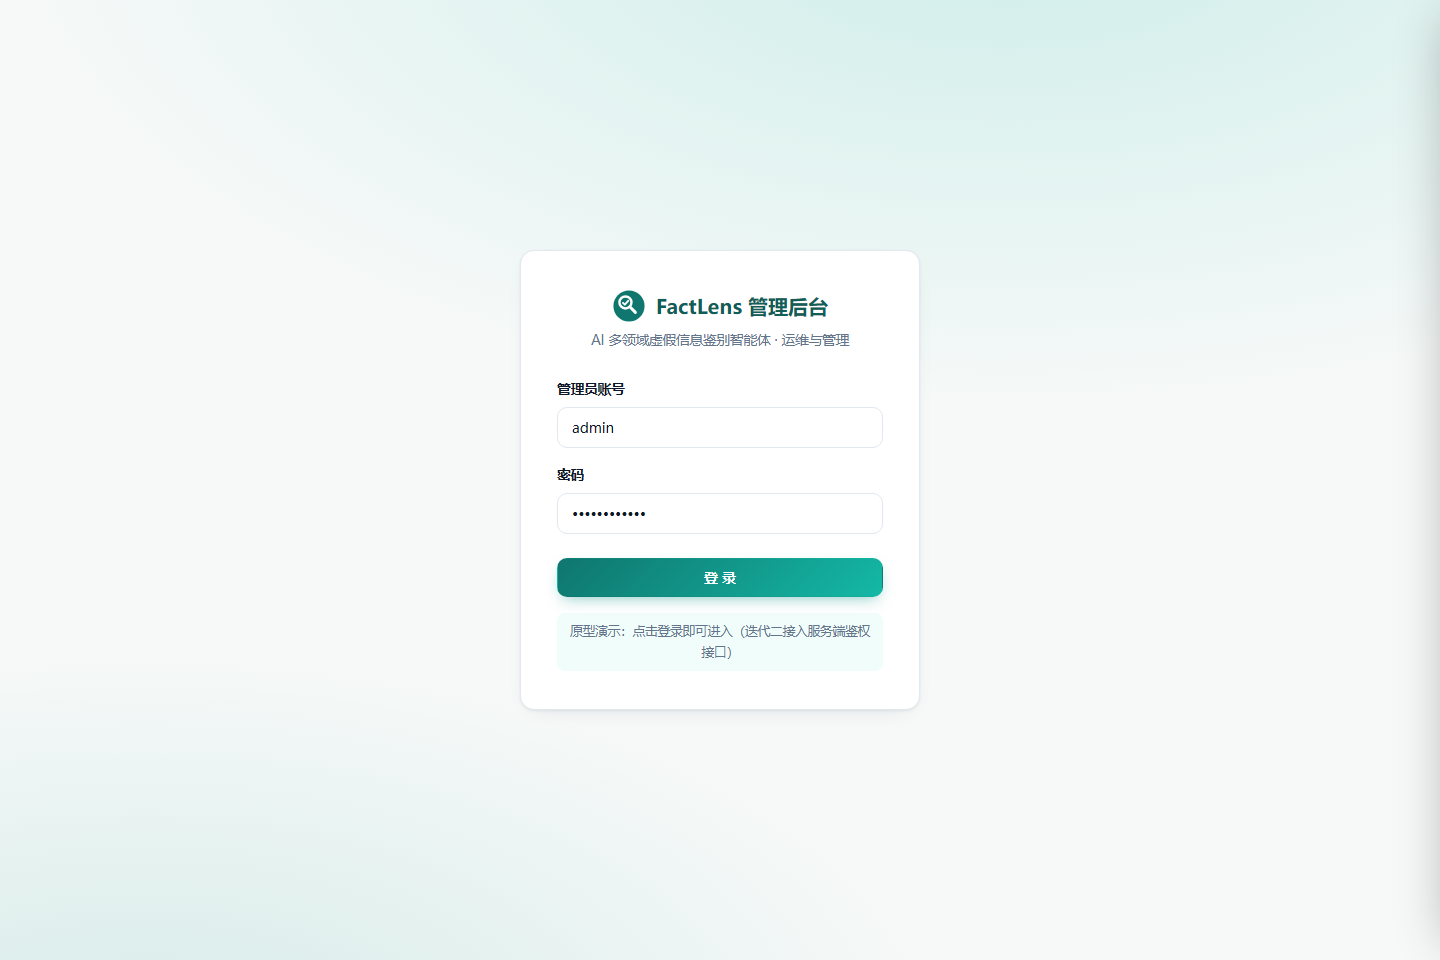 FactLens 管理后台
AI 多领域虚假信息鉴别智能体 · 运维与管理
管理员账号
admin
密码
••••••••••••
登 录
原型演示：点击登录即可进入（迭代二接入服务端鉴权
接口）